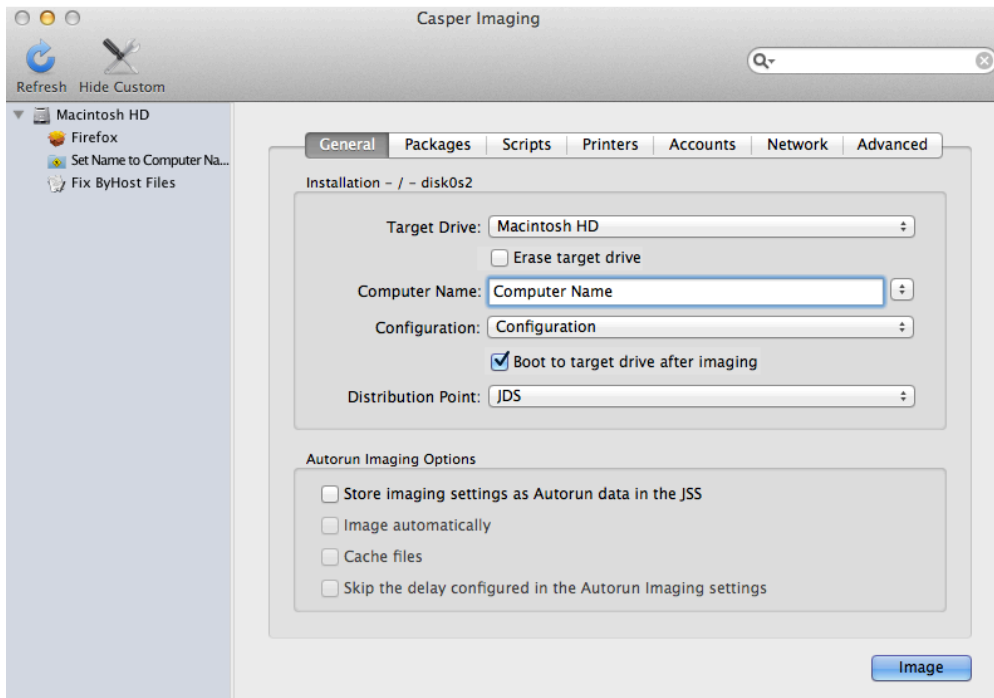 Casper Imaging
Refresh Hide Custom
Macintosh HD
Firefox
Set Name to Computer Na...
Fix ByHost Files
General Packages Scripts Printers Accounts Network Advanced
Installation - / - disk0s2
Target Drive: Macintosh HD
Erase target drive
Computer Name: Computer Name
Configuration: Configuration
Boot to target drive after imaging
Distribution Point: JDS
Autorun Imaging Options
Store imaging settings as Autorun data in the JSS
Image automatically
Cache files
Skip the delay configured in the Autorun Imaging settings
Image